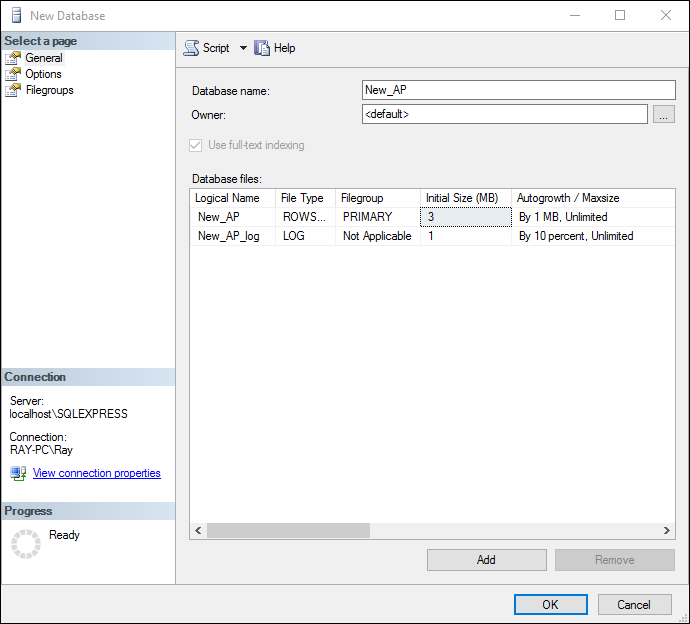 New Database
Select a page
General
Options
Filegroups
Script
Help
Database name:
New_AP
Owner:
<default>
...
Use full-text indexing
Database files:
Logical Name File Type Filegroup Initial Size (MB) Autogrowth / Maxsize
New_AP ROWS... PRIMARY 3 By 1 MB, Unlimited
New_AP_log LOG Not Applicable 1 By 10 percent, Unlimited
Connection
Server:
localhost\SQLEXPRESS
Connection:
RAY-PC\Ray
View connection properties
Progress
Ready
Add
Remove
OK
Cancel